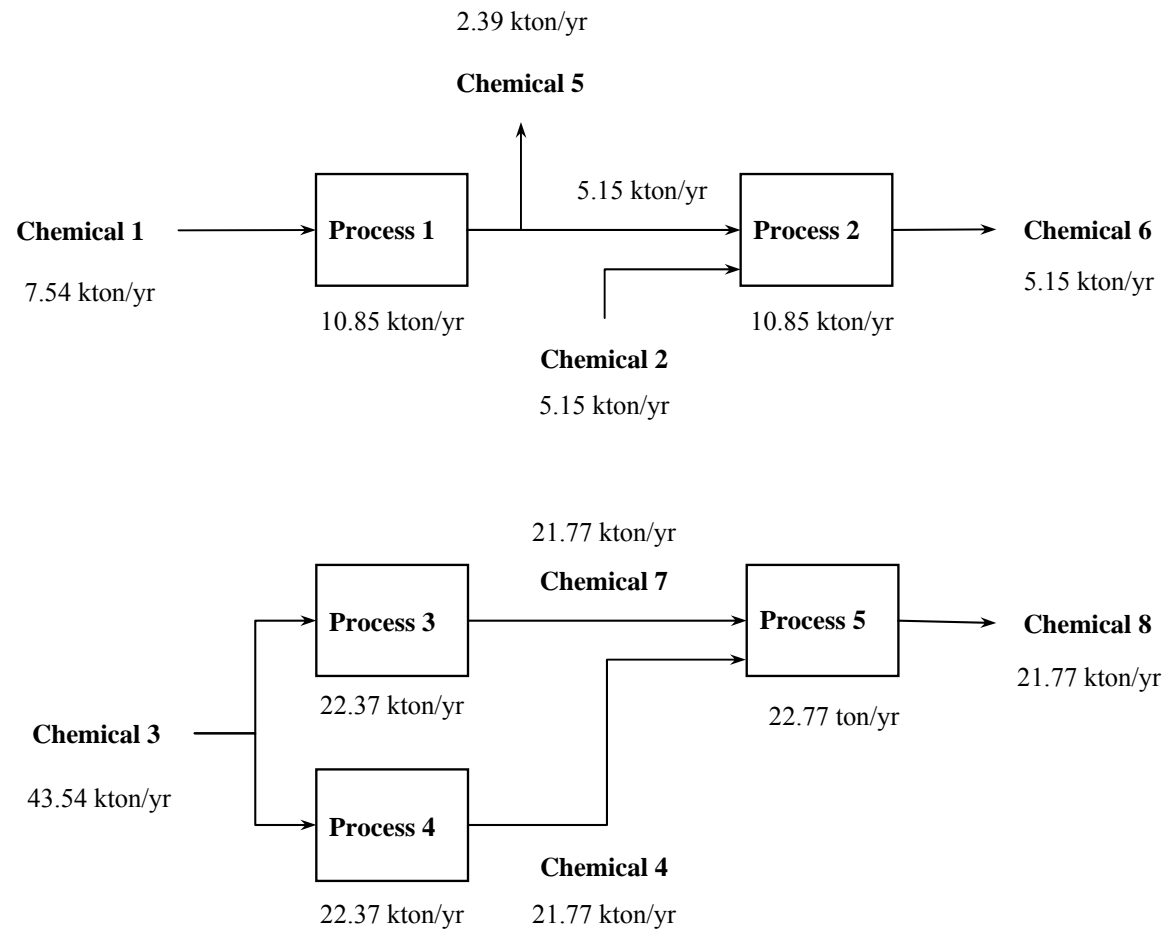 2.39 kton/yr
Chemical 5
5.15 kton/yr
Chemical 1
Process 1
Process 2
Chemical 6
7.54 kton/yr
5.15 kton/yr
10.85 kton/yr
10.85 kton/yr
Chemical 2
5.15 kton/yr
21.77 kton/yr
Chemical 7
Process 3
Process 5
Chemical 8
21.77 kton/yr
22.37 kton/yr
22.77 ton/yr
Chemical 3
43.54 kton/yr
Process 4
Chemical 4
22.37 kton/yr
21.77 kton/yr